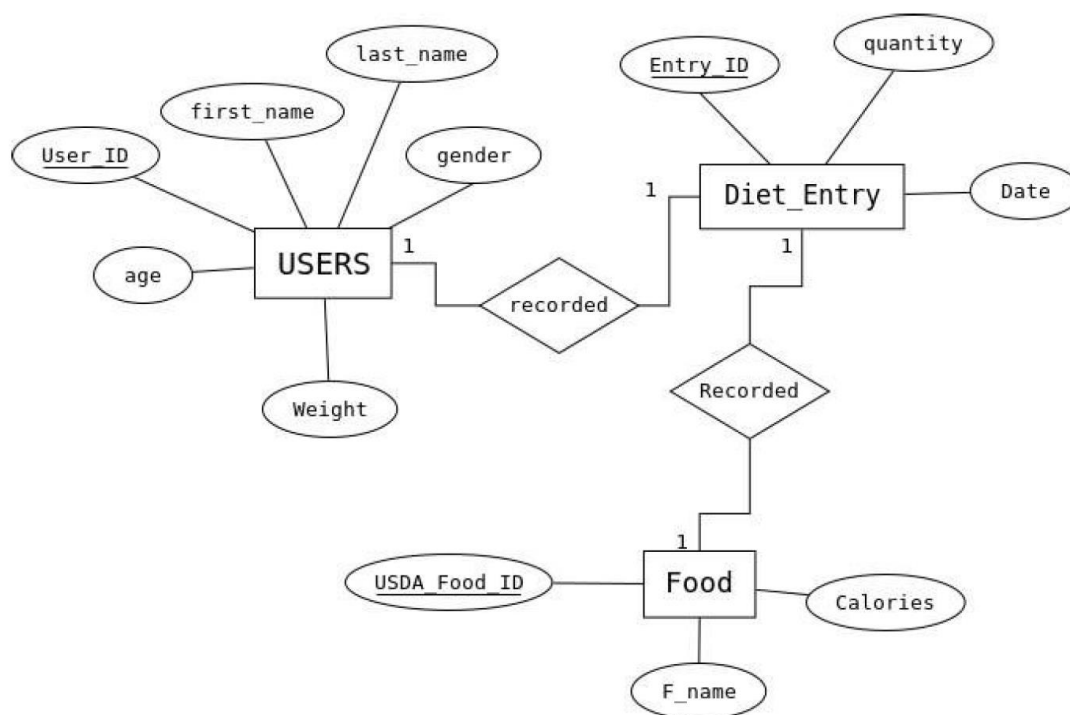 last_name
quantity
Entry_ID
first_name
User_ID
gender
1
Diet_Entry
Date
1
1
USERS
age
recorded
Recorded
Weight
1
USDA_Food_ID
Food
Calories
F_name